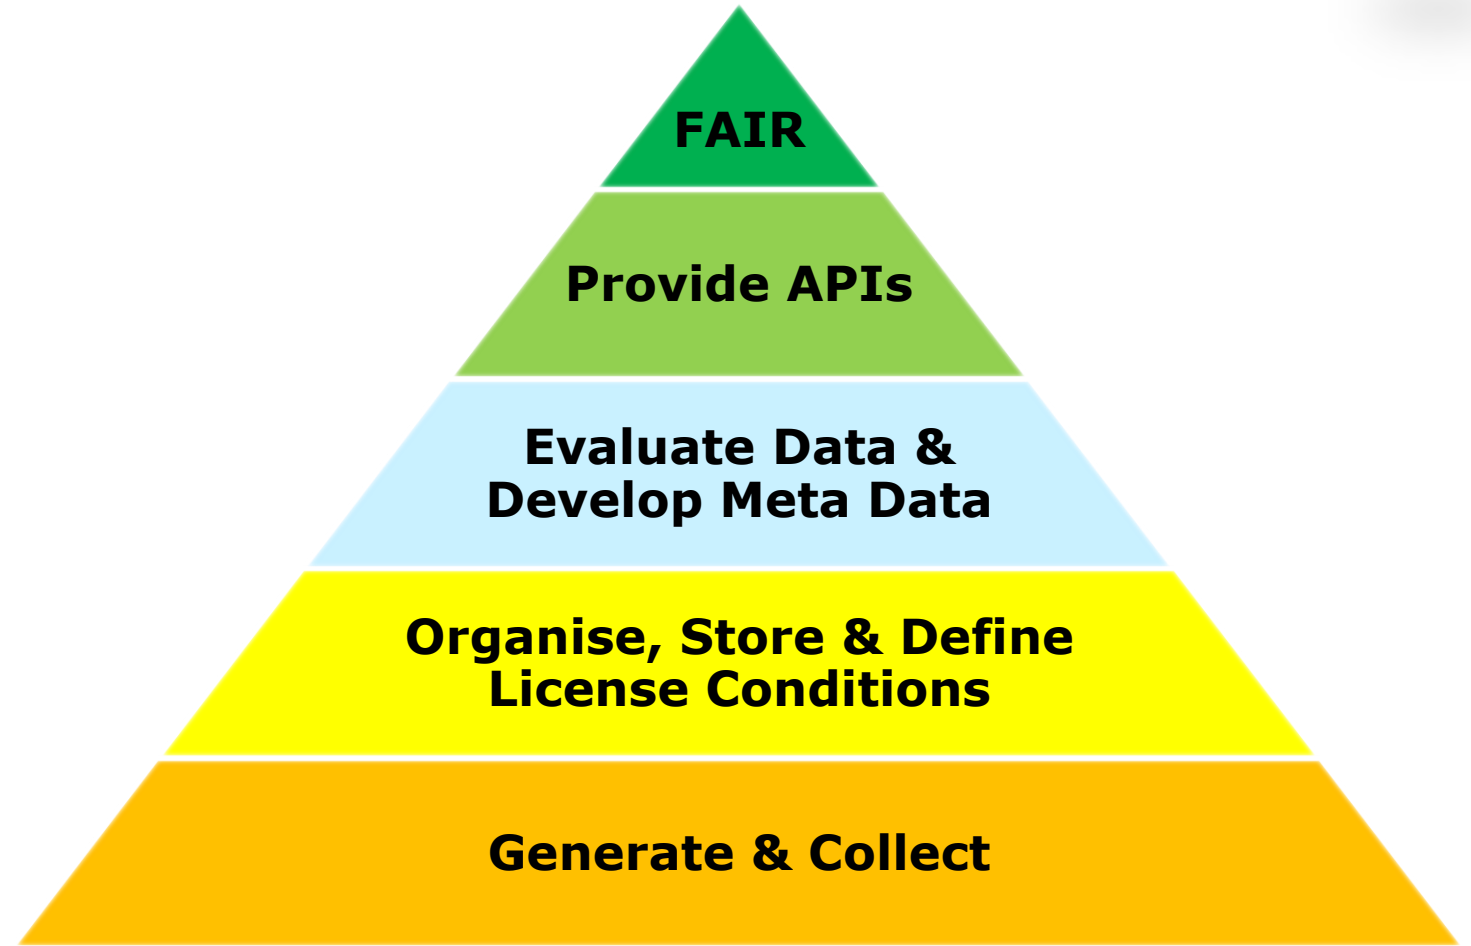 FAIR
Provide APIs
Evaluate Data &
Develop Meta Data
Organise, Store & Define
License Conditions
Generate & Collect